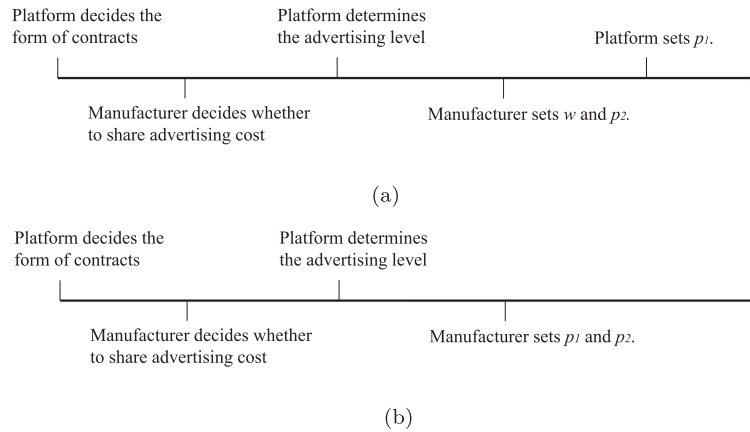 Platform decides the
form of contracts
Platform determines
the advertising level
Platform sets p1.
Manufacturer decides whether
to share advertising cost
Manufacturer sets w and p2.
(a)
Platform decides the
form of contracts
Platform determines
the advertising level
Manufacturer decides whether
to share advertising cost
Manufacturer sets p1 and p2.
(b)